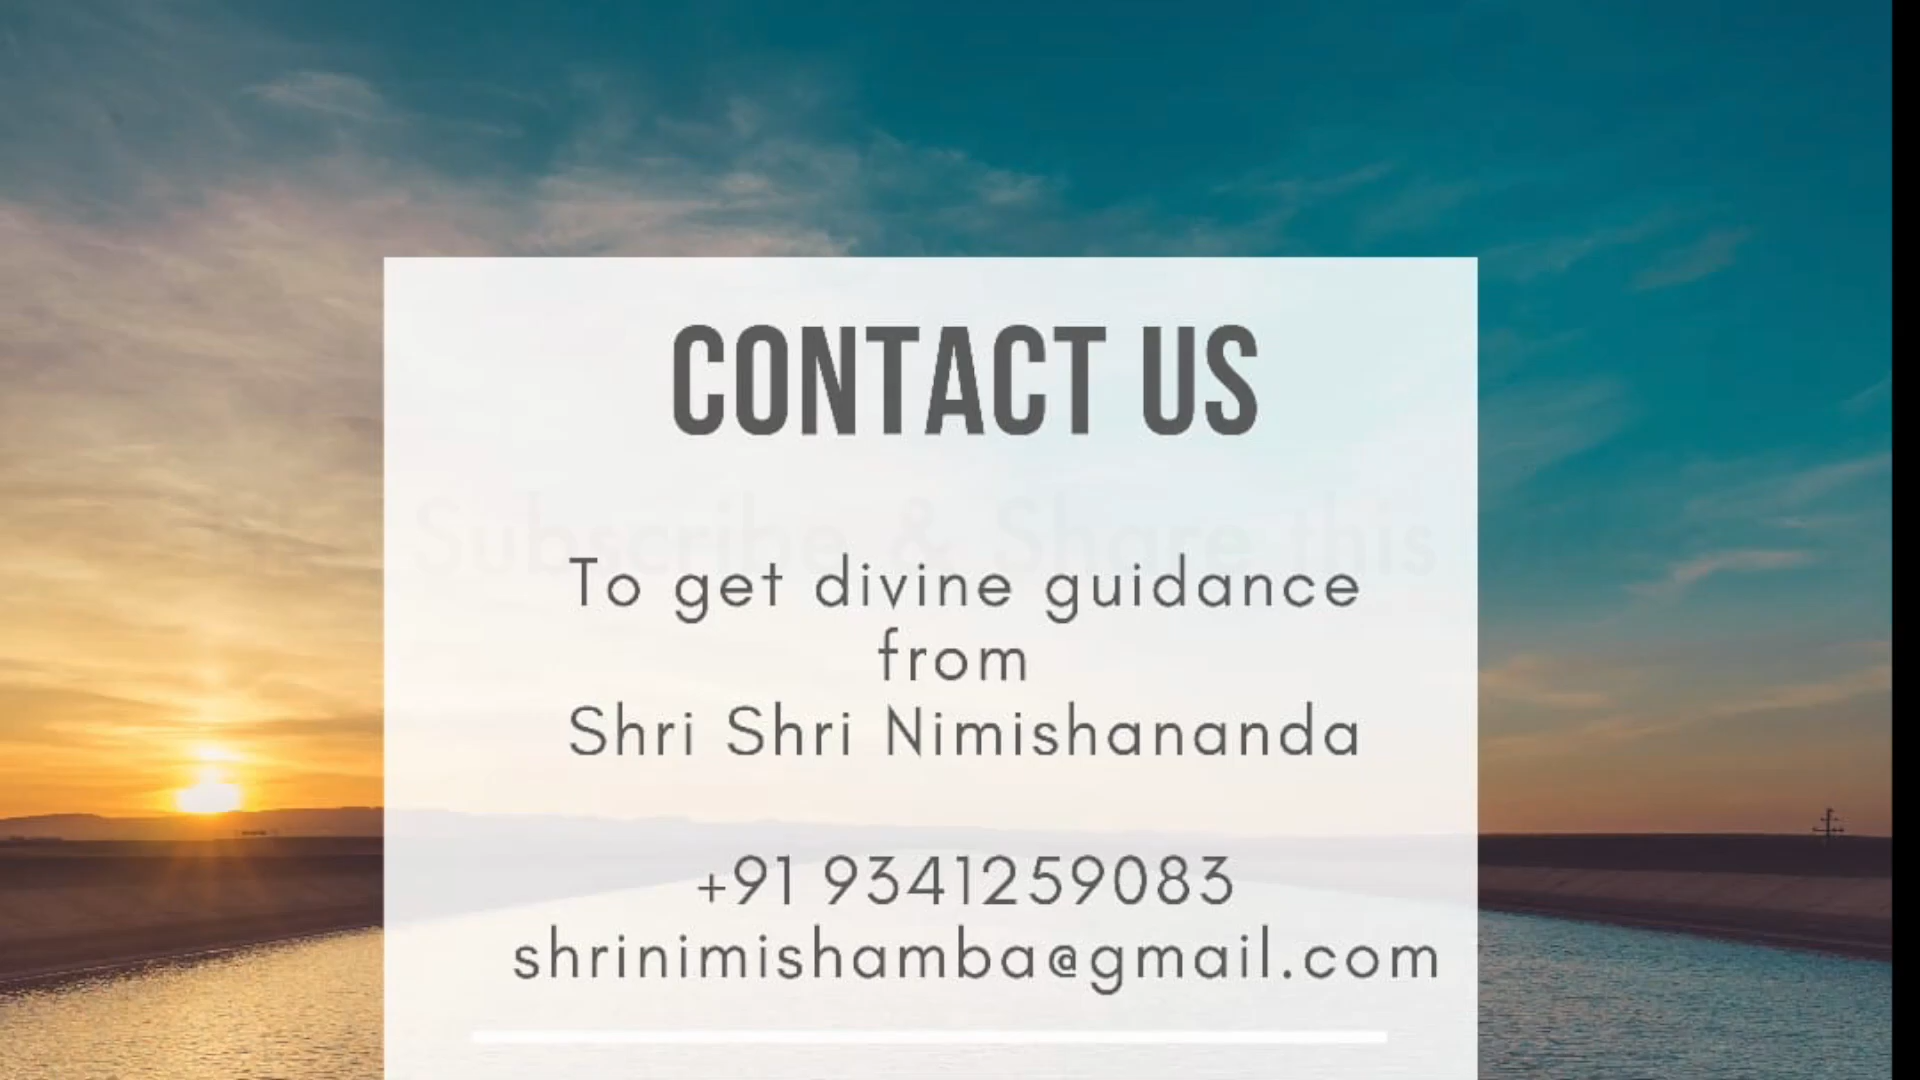 CONTACT US
Subscribe & Share this
To get divine guidance
from
Shri Shri Nimishananda
+91 9341259083
shrinimishamba@gmail.com